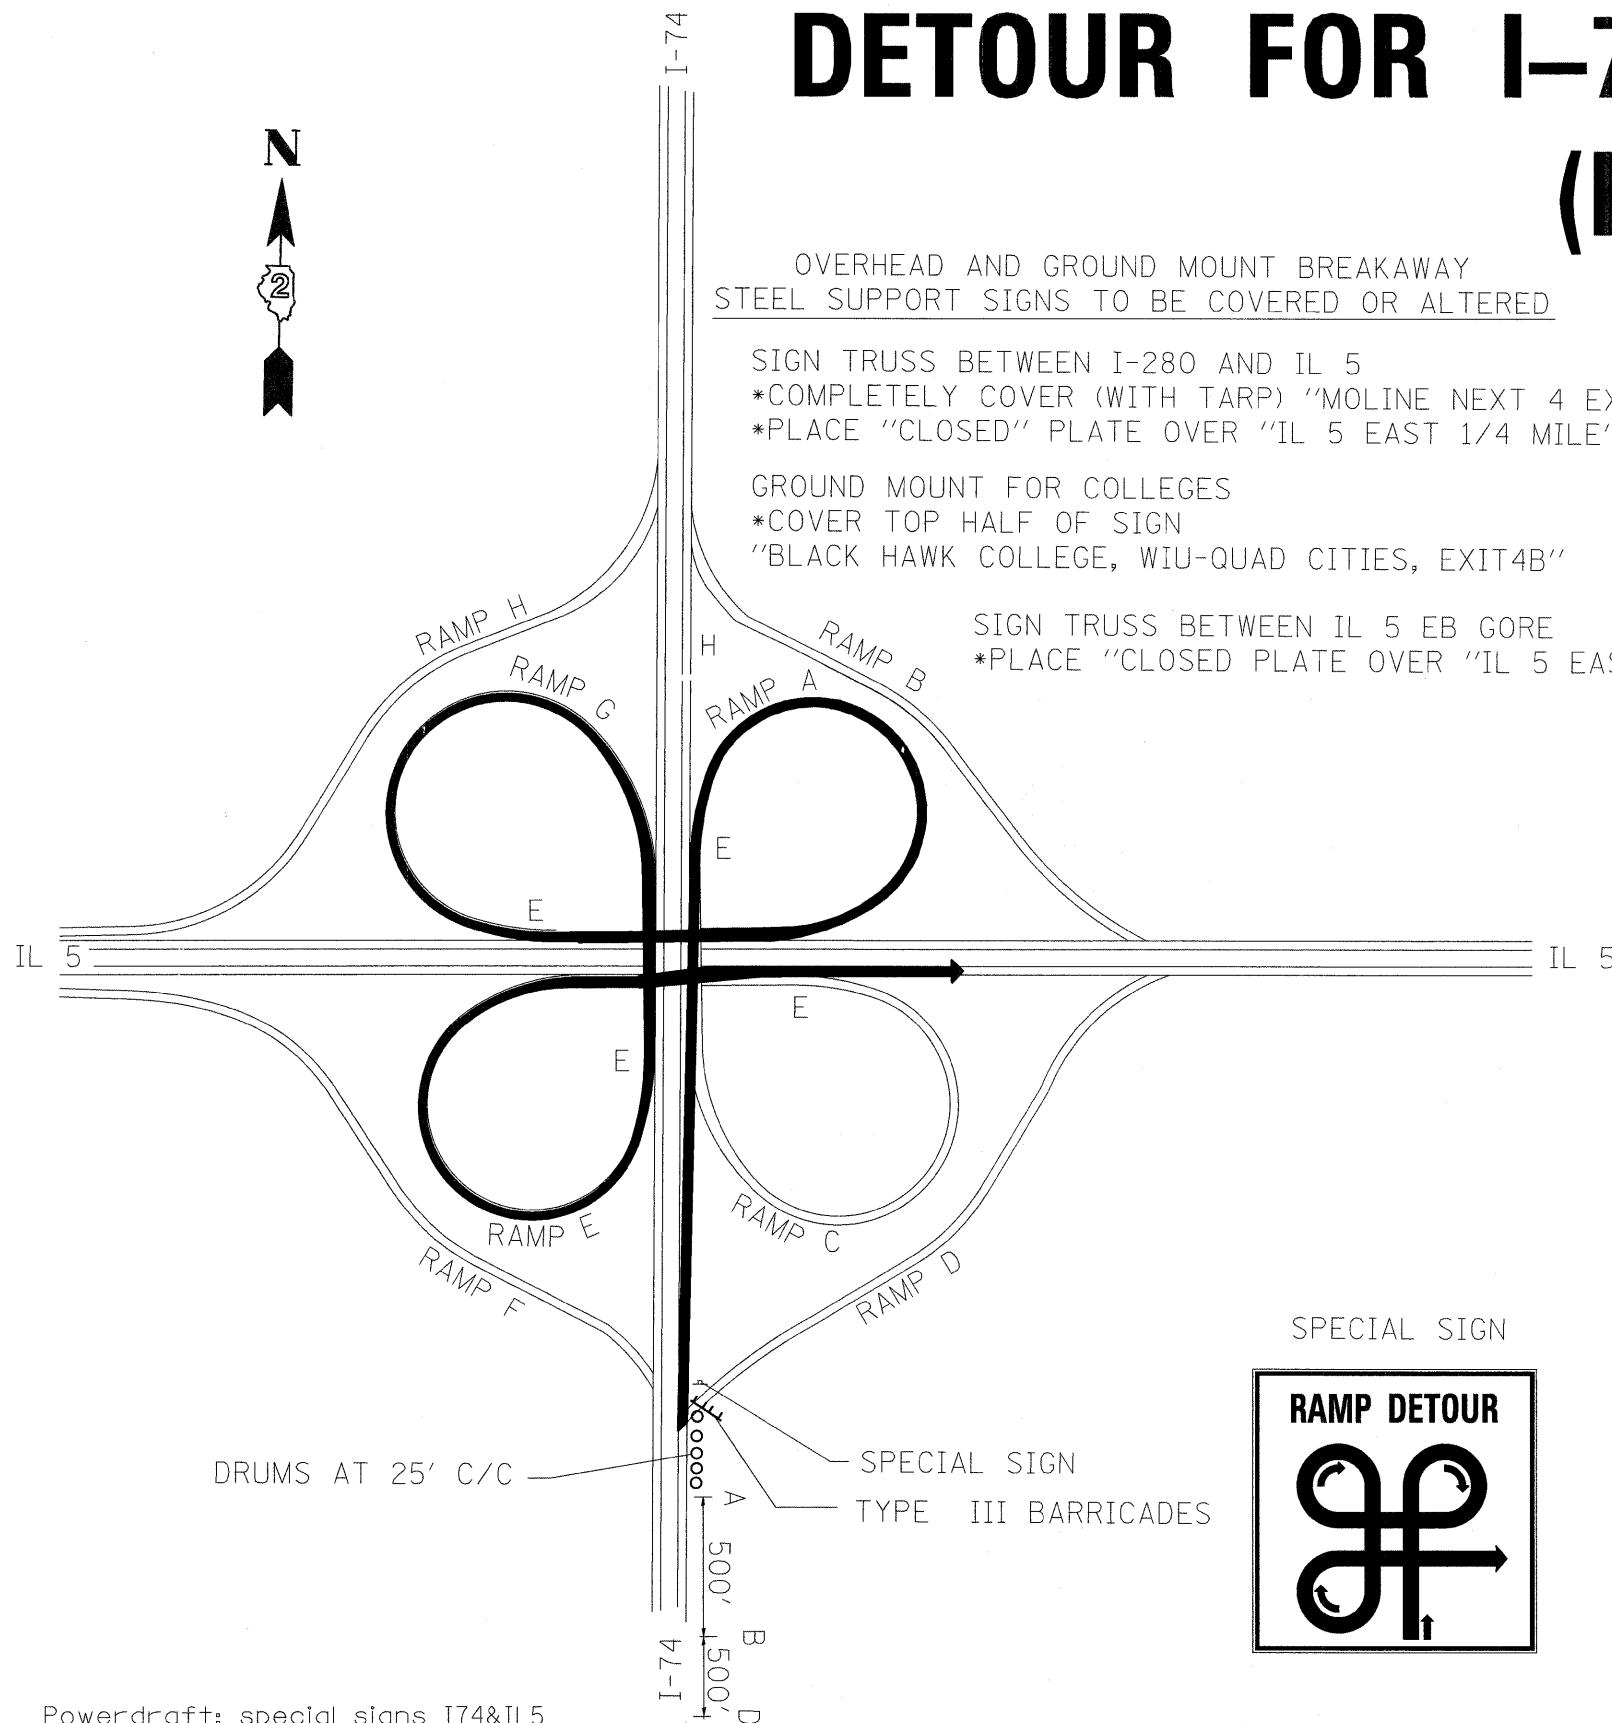 DETOUR FOR I-7
(
I-74
N
2
OVERHEAD AND GROUND MOUNT BREAKAWAY
STEEL SUPPORT SIGNS TO BE COVERED OR ALTERED
SIGN TRUSS BETWEEN I-280 AND IL 5
*COMPLETELY COVER (WITH TARP) "MOLINE NEXT 4 EX
*PLACE "CLOSED" PLATE OVER "IL 5 EAST 1/4 MILE"
GROUND MOUNT FOR COLLEGES
*COVER TOP HALF OF SIGN
"BLACK HAWK COLLEGE, WIU-QUAD CITIES, EXIT4B"
SIGN TRUSS BETWEEN IL 5 EB GORE
*PLACE "CLOSED PLATE OVER "IL 5 EAS
RAMP H
H
RAMP B
RAMP G
RAMP A
E
E
IL 5
IL 5
E
E
RAMP E
RAMP C
RAMP F
RAMP D
SPECIAL SIGN
RAMP DETOUR
DRUMS AT 25' C/C
SPECIAL SIGN
TYPE III BARRICADES
A
500'
B
I-74
500'
D
Powerdraft: special signs I74&IL5